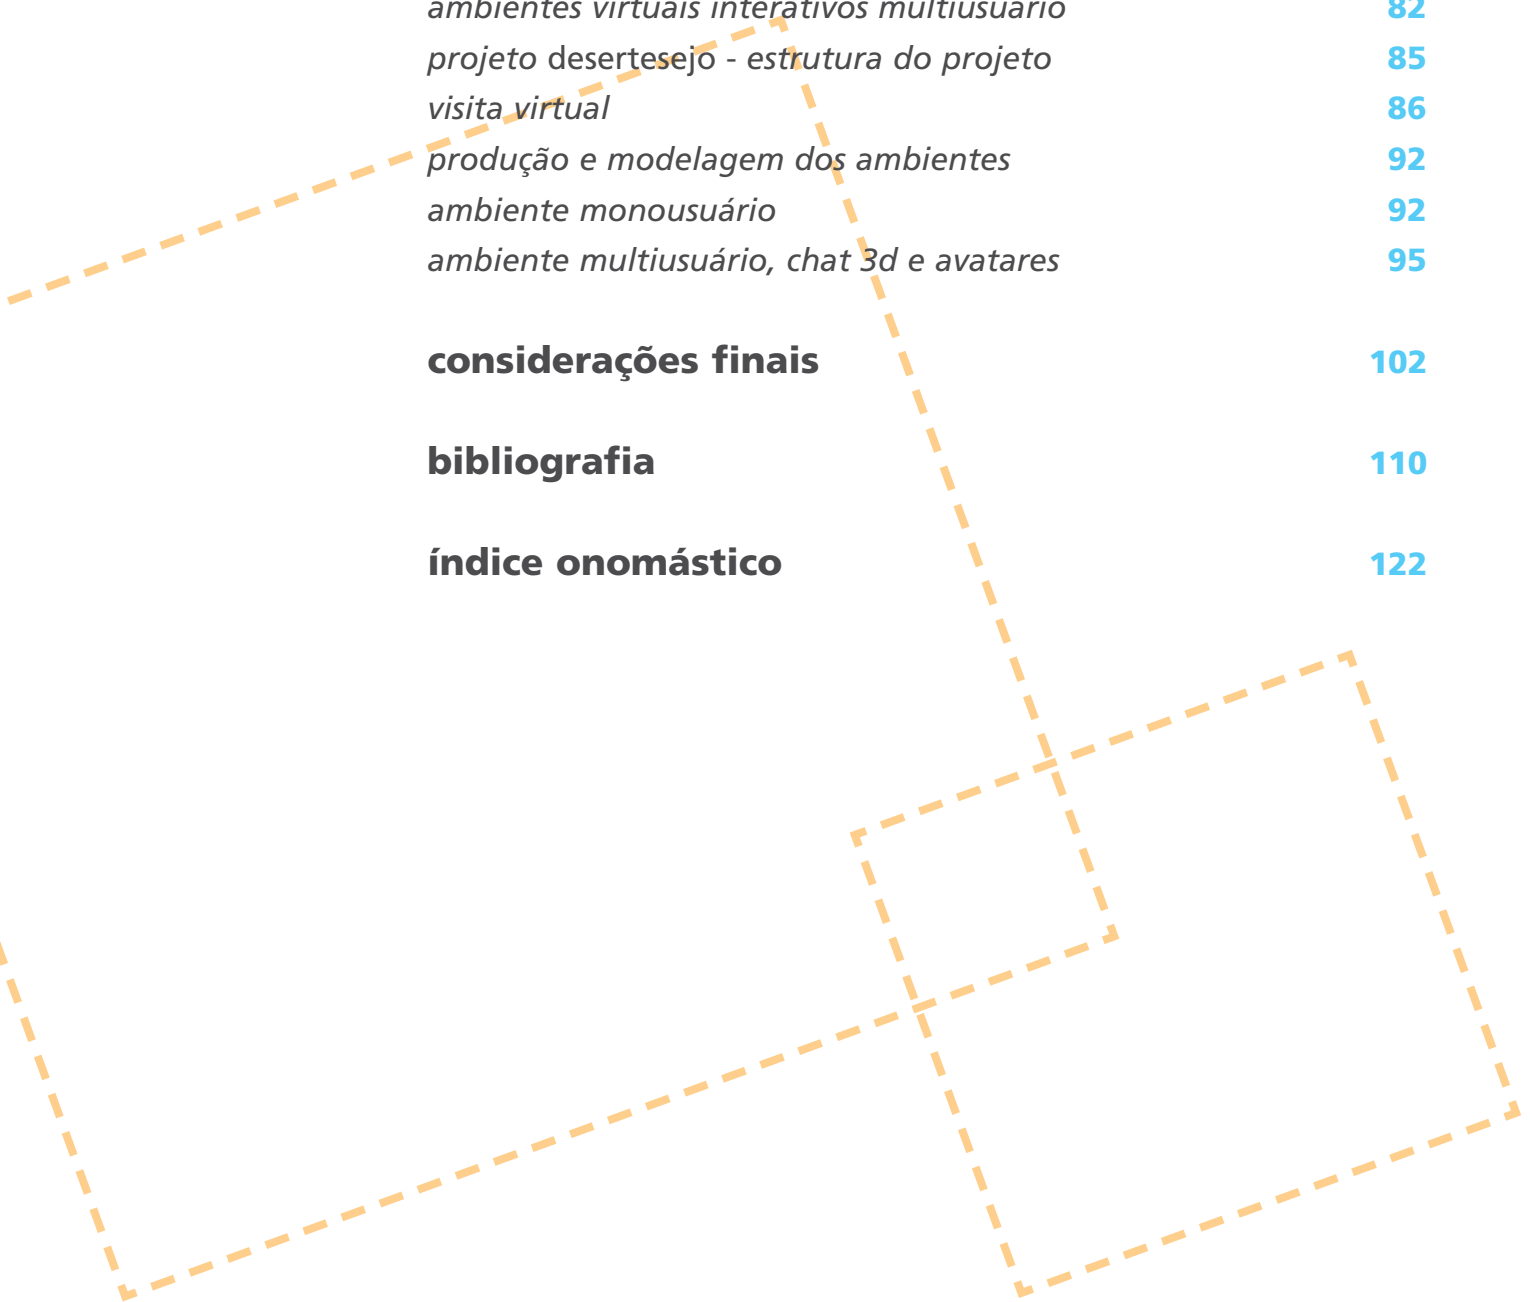 ambientes virtuais interativos multiusuário 82
projeto desertesejo - estrutura do projeto 85
visita virtual 86
produção e modelagem dos ambientes 92
ambiente monousuário 92
ambiente multiusuário, chat 3d e avatares 95
considerações finais 102
bibliografia 110
índice onomástico 122